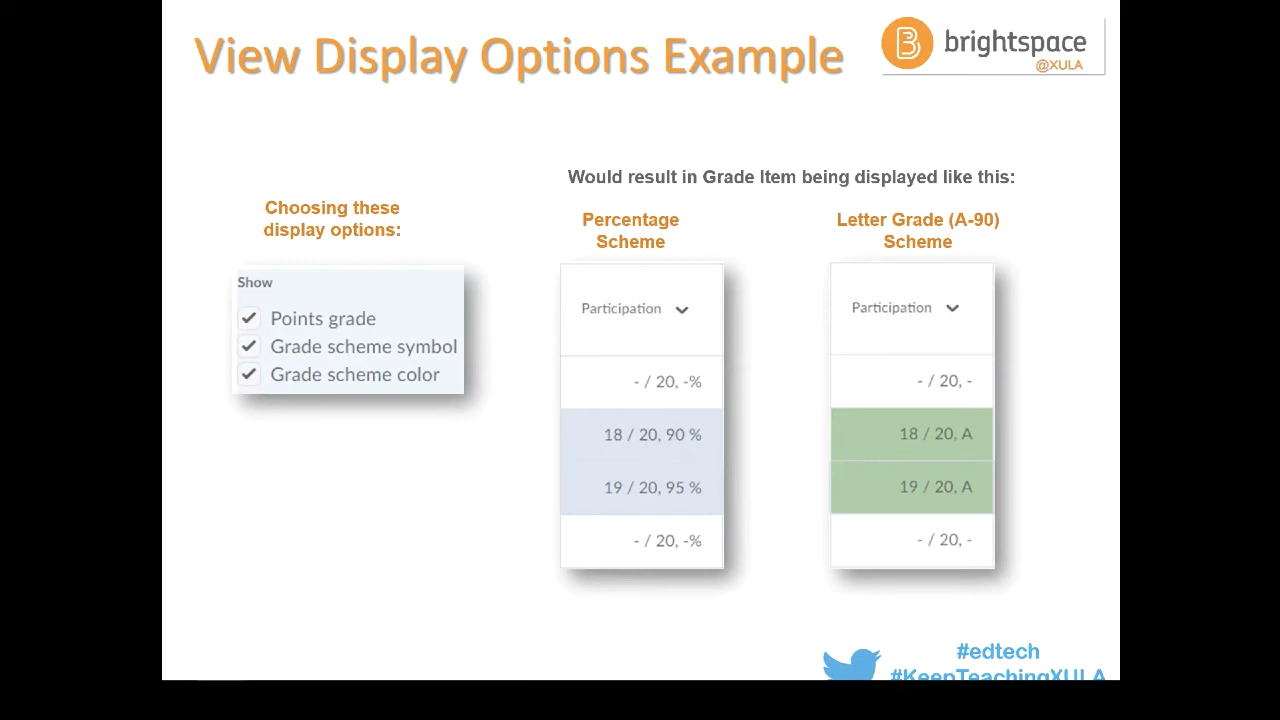 View Display Options Example
brightspace
@XULA
Would result in Grade Item being displayed like this:
Choosing these
display options:
Show
Points grade
Grade scheme symbol
Grade scheme color
Percentage
Scheme
Participation
- / 20, -%
18 / 20, 90 %
19 / 20, 95 %
- / 20, -%
Letter Grade (A-90)
Scheme
Participation
- / 20, -
18 / 20, A
19 / 20, A
- / 20, -
#edtech
#KeepTeachingXULA